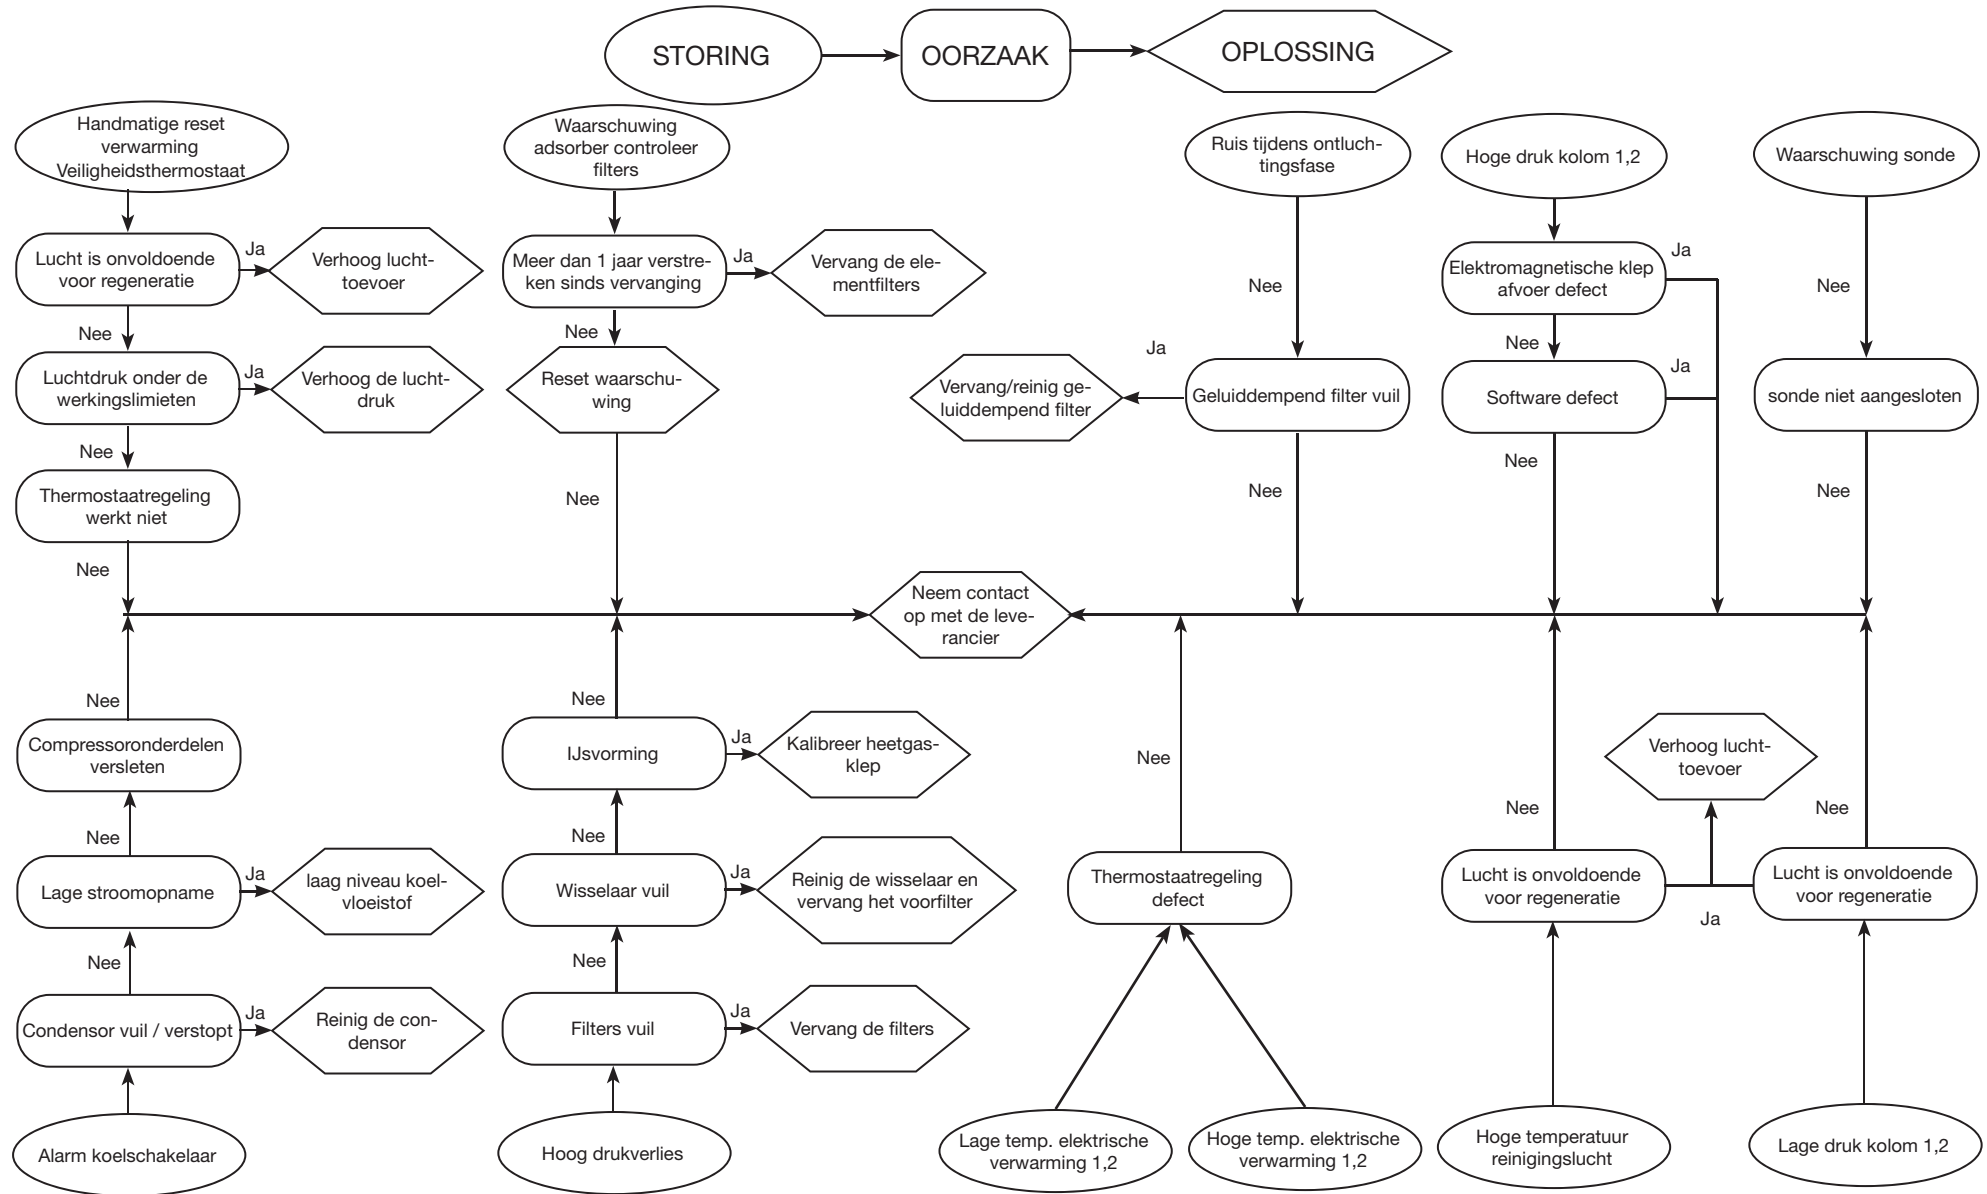 STORING
OORZAAK
OPLOSSING
Handmatige reset
verwarming
Veiligheidsthermostaat
Lucht is onvoldoende
voor regeneratie
Ja
Verhoog lucht-
toevoer
Nee
Luchtdruk onder de
werkingslimieten
Ja
Verhoog de lucht-
druk
Nee
Thermostaatregeling
werkt niet
Nee
Waarschuwing
adsorber controleer
filters
Meer dan 1 jaar verstre-
ken sinds vervanging
Ja
Vervang de ele-
mentfilters
Nee
Reset waarschu-
wing
Nee
Ruis tijdens ontluch-
tingsfase
Nee
Geluiddempend filter vuil
Ja
Vervang/reinig ge-
luiddempend filter
Nee
Hoge druk kolom 1,2
Elektromagnetische klep
afvoer defect
Ja
Nee
Software defect
Ja
Nee
Waarschuwing sonde
Nee
sonde niet aangesloten
Nee
Neem contact
op met de leve-
rancier
Nee
Compressoronderdelen
versleten
Nee
Lage stroomopname
Ja
laag niveau koel-
vloeistof
Nee
Condensor vuil / verstopt
Ja
Reinig de con-
densor
Alarm koelschakelaar
Nee
IJsvorming
Ja
Kalibreer heetgas-
klep
Nee
Wisselaar vuil
Ja
Reinig de wisselaar en
vervang het voorfilter
Nee
Filters vuil
Ja
Vervang de filters
Hoog drukverlies
Nee
Thermostaatregeling
defect
Lage temp. elektrische
verwarming 1,2
Hoge temp. elektrische
verwarming 1,2
Nee
Lucht is onvoldoende
voor regeneratie
Hoge temperatuur
reinigingslucht
Verhoog lucht-
toevoer
Ja
Nee
Lucht is onvoldoende
voor regeneratie
Lage druk kolom 1,2